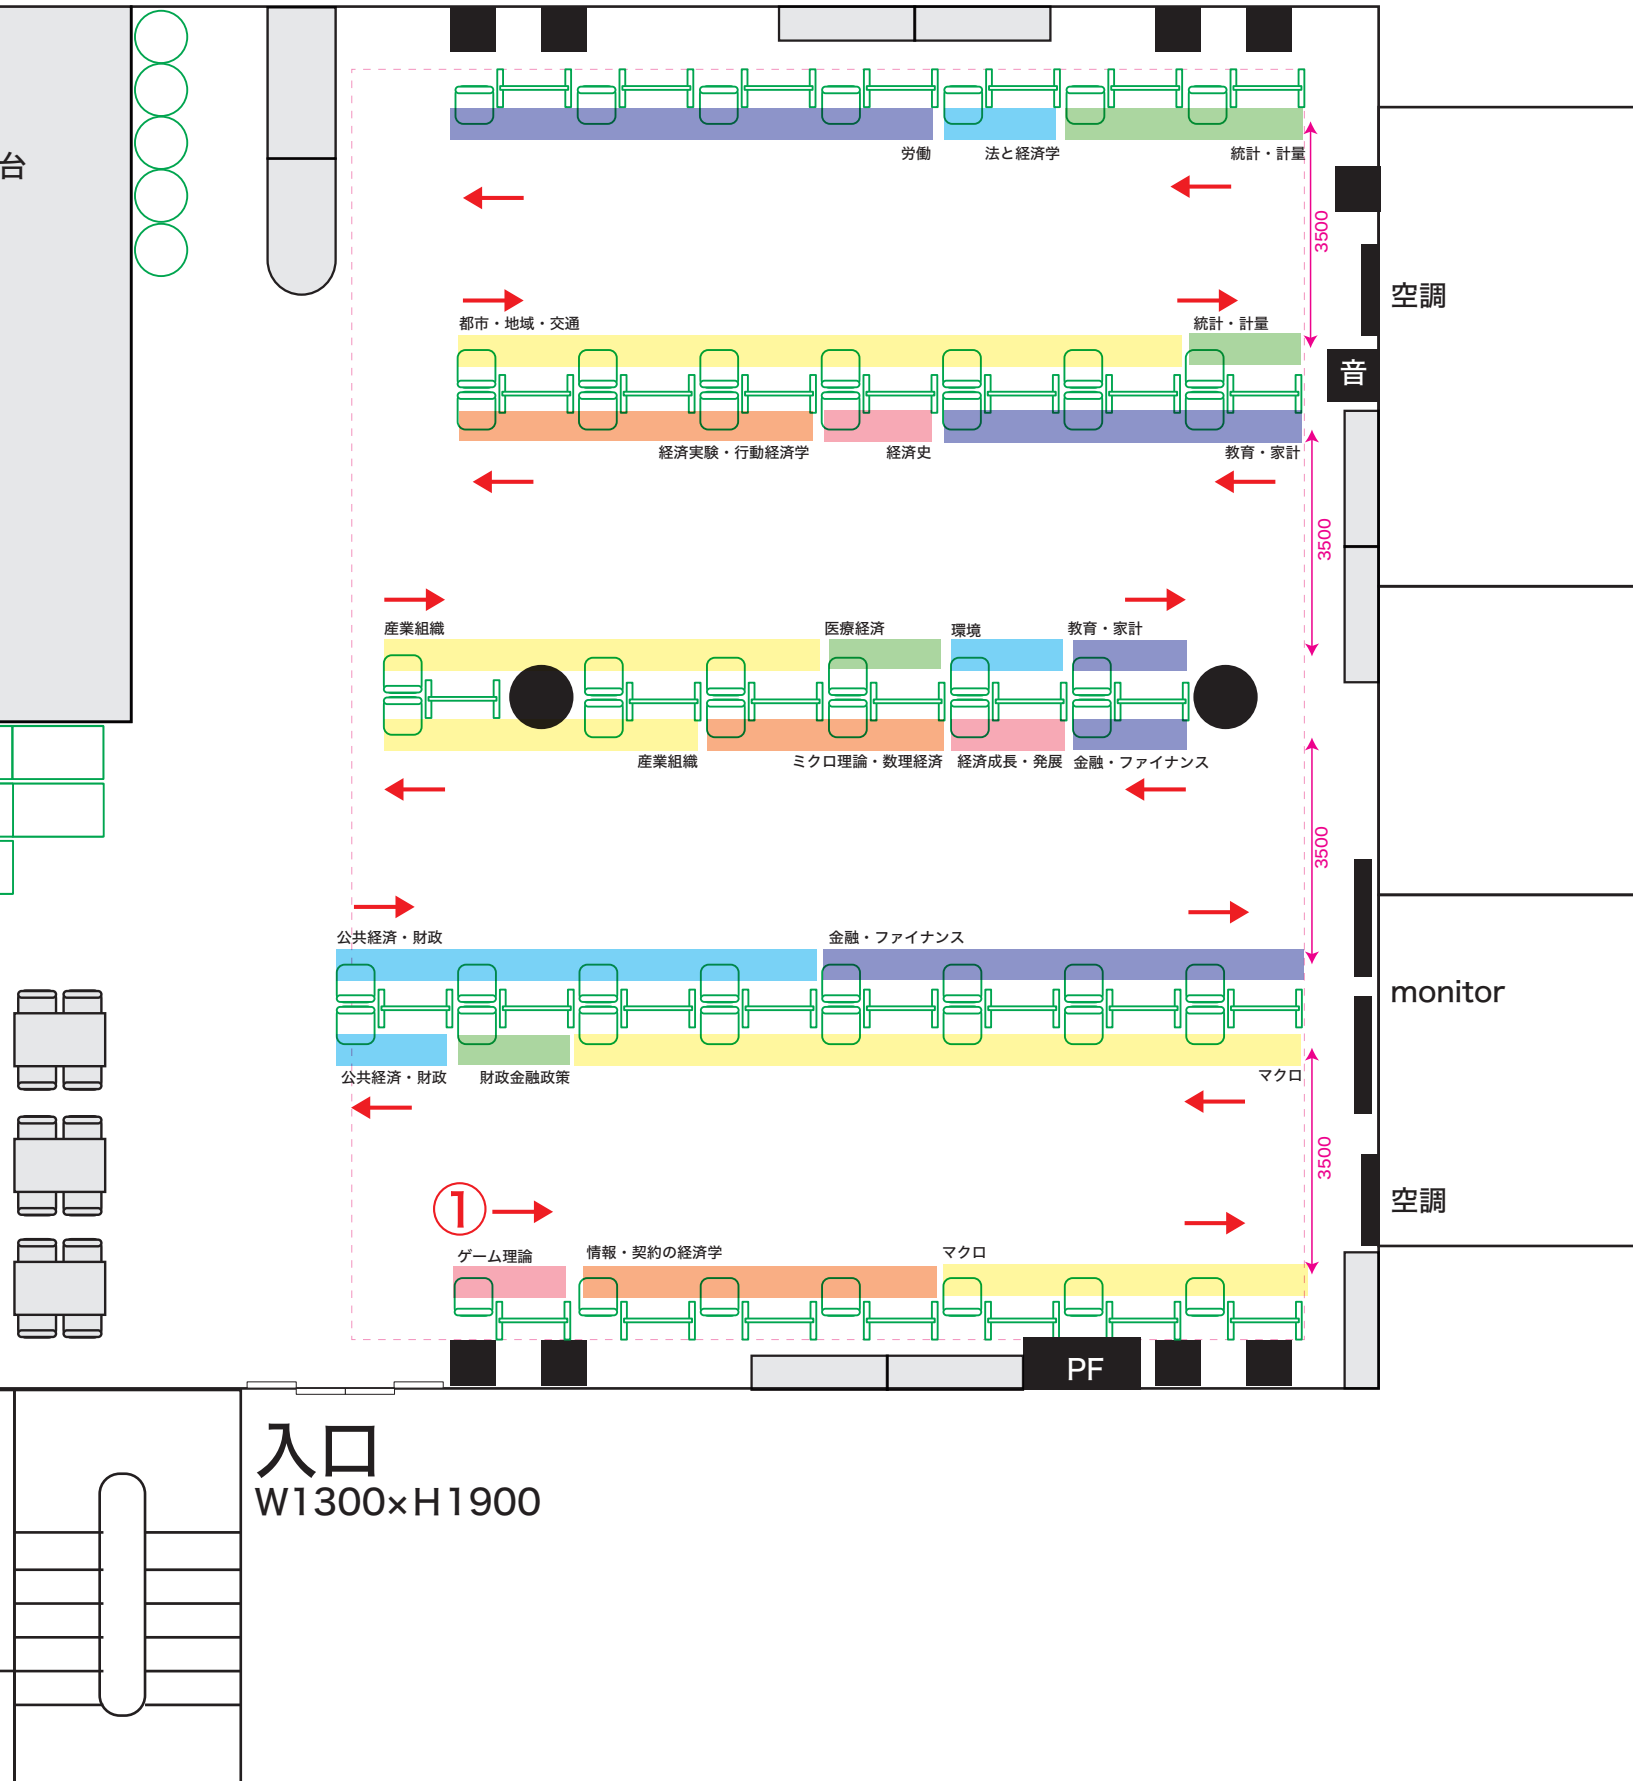 台
労働
法と経済学
統計・計量
3500
空調
都市・地域・交通
統計・計量
音
経済実験・行動経済学
経済史
教育・家計
3500
産業組織
医療経済
環境
教育・家計
産業組織
ミクロ理論・数理経済
経済成長・発展
金融・ファイナンス
3500
公共経済・財政
金融・ファイナンス
monitor
公共経済・財政
財政金融政策
マクロ
3500
①
空調
ゲーム理論
情報・契約の経済学
マクロ
PF
入口
W1300×H1900